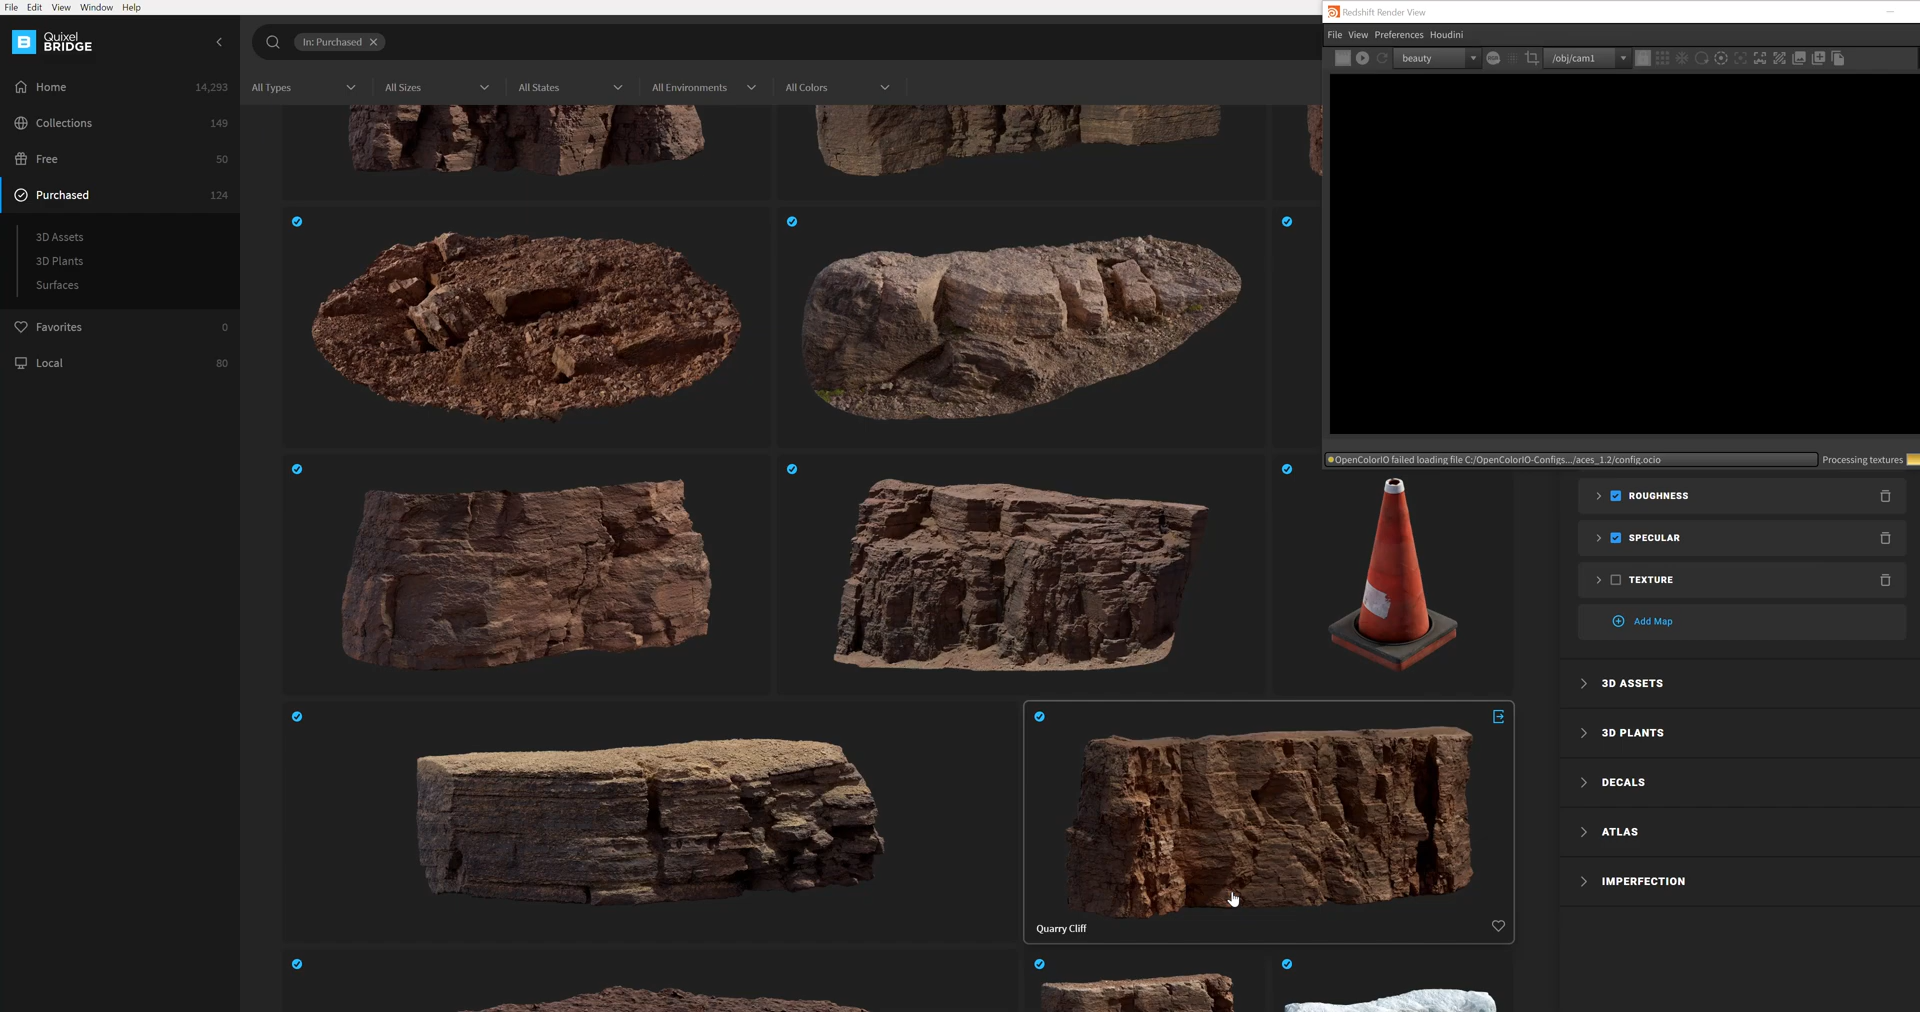 File Edit View Window Help
Quixel
BRIDGE
In: Purchased
Home 14,293
Collections 149
Free 50
Purchased 124
3D Assets
3D Plants
Surfaces
Favorites 0
Local 80
All Types All Sizes All States All Environments All Colors
Quarry Cliff
Redshift Render View
File View Preferences Houdini
beauty /obj/cam1
OpenColorIO failed loading file C:/OpenColorIO-Configs.../aces_1.2/config.ocio Processing textures
ROUGHNESS
SPECULAR
TEXTURE
Add Map
3D ASSETS
3D PLANTS
DECALS
ATLAS
IMPERFECTION